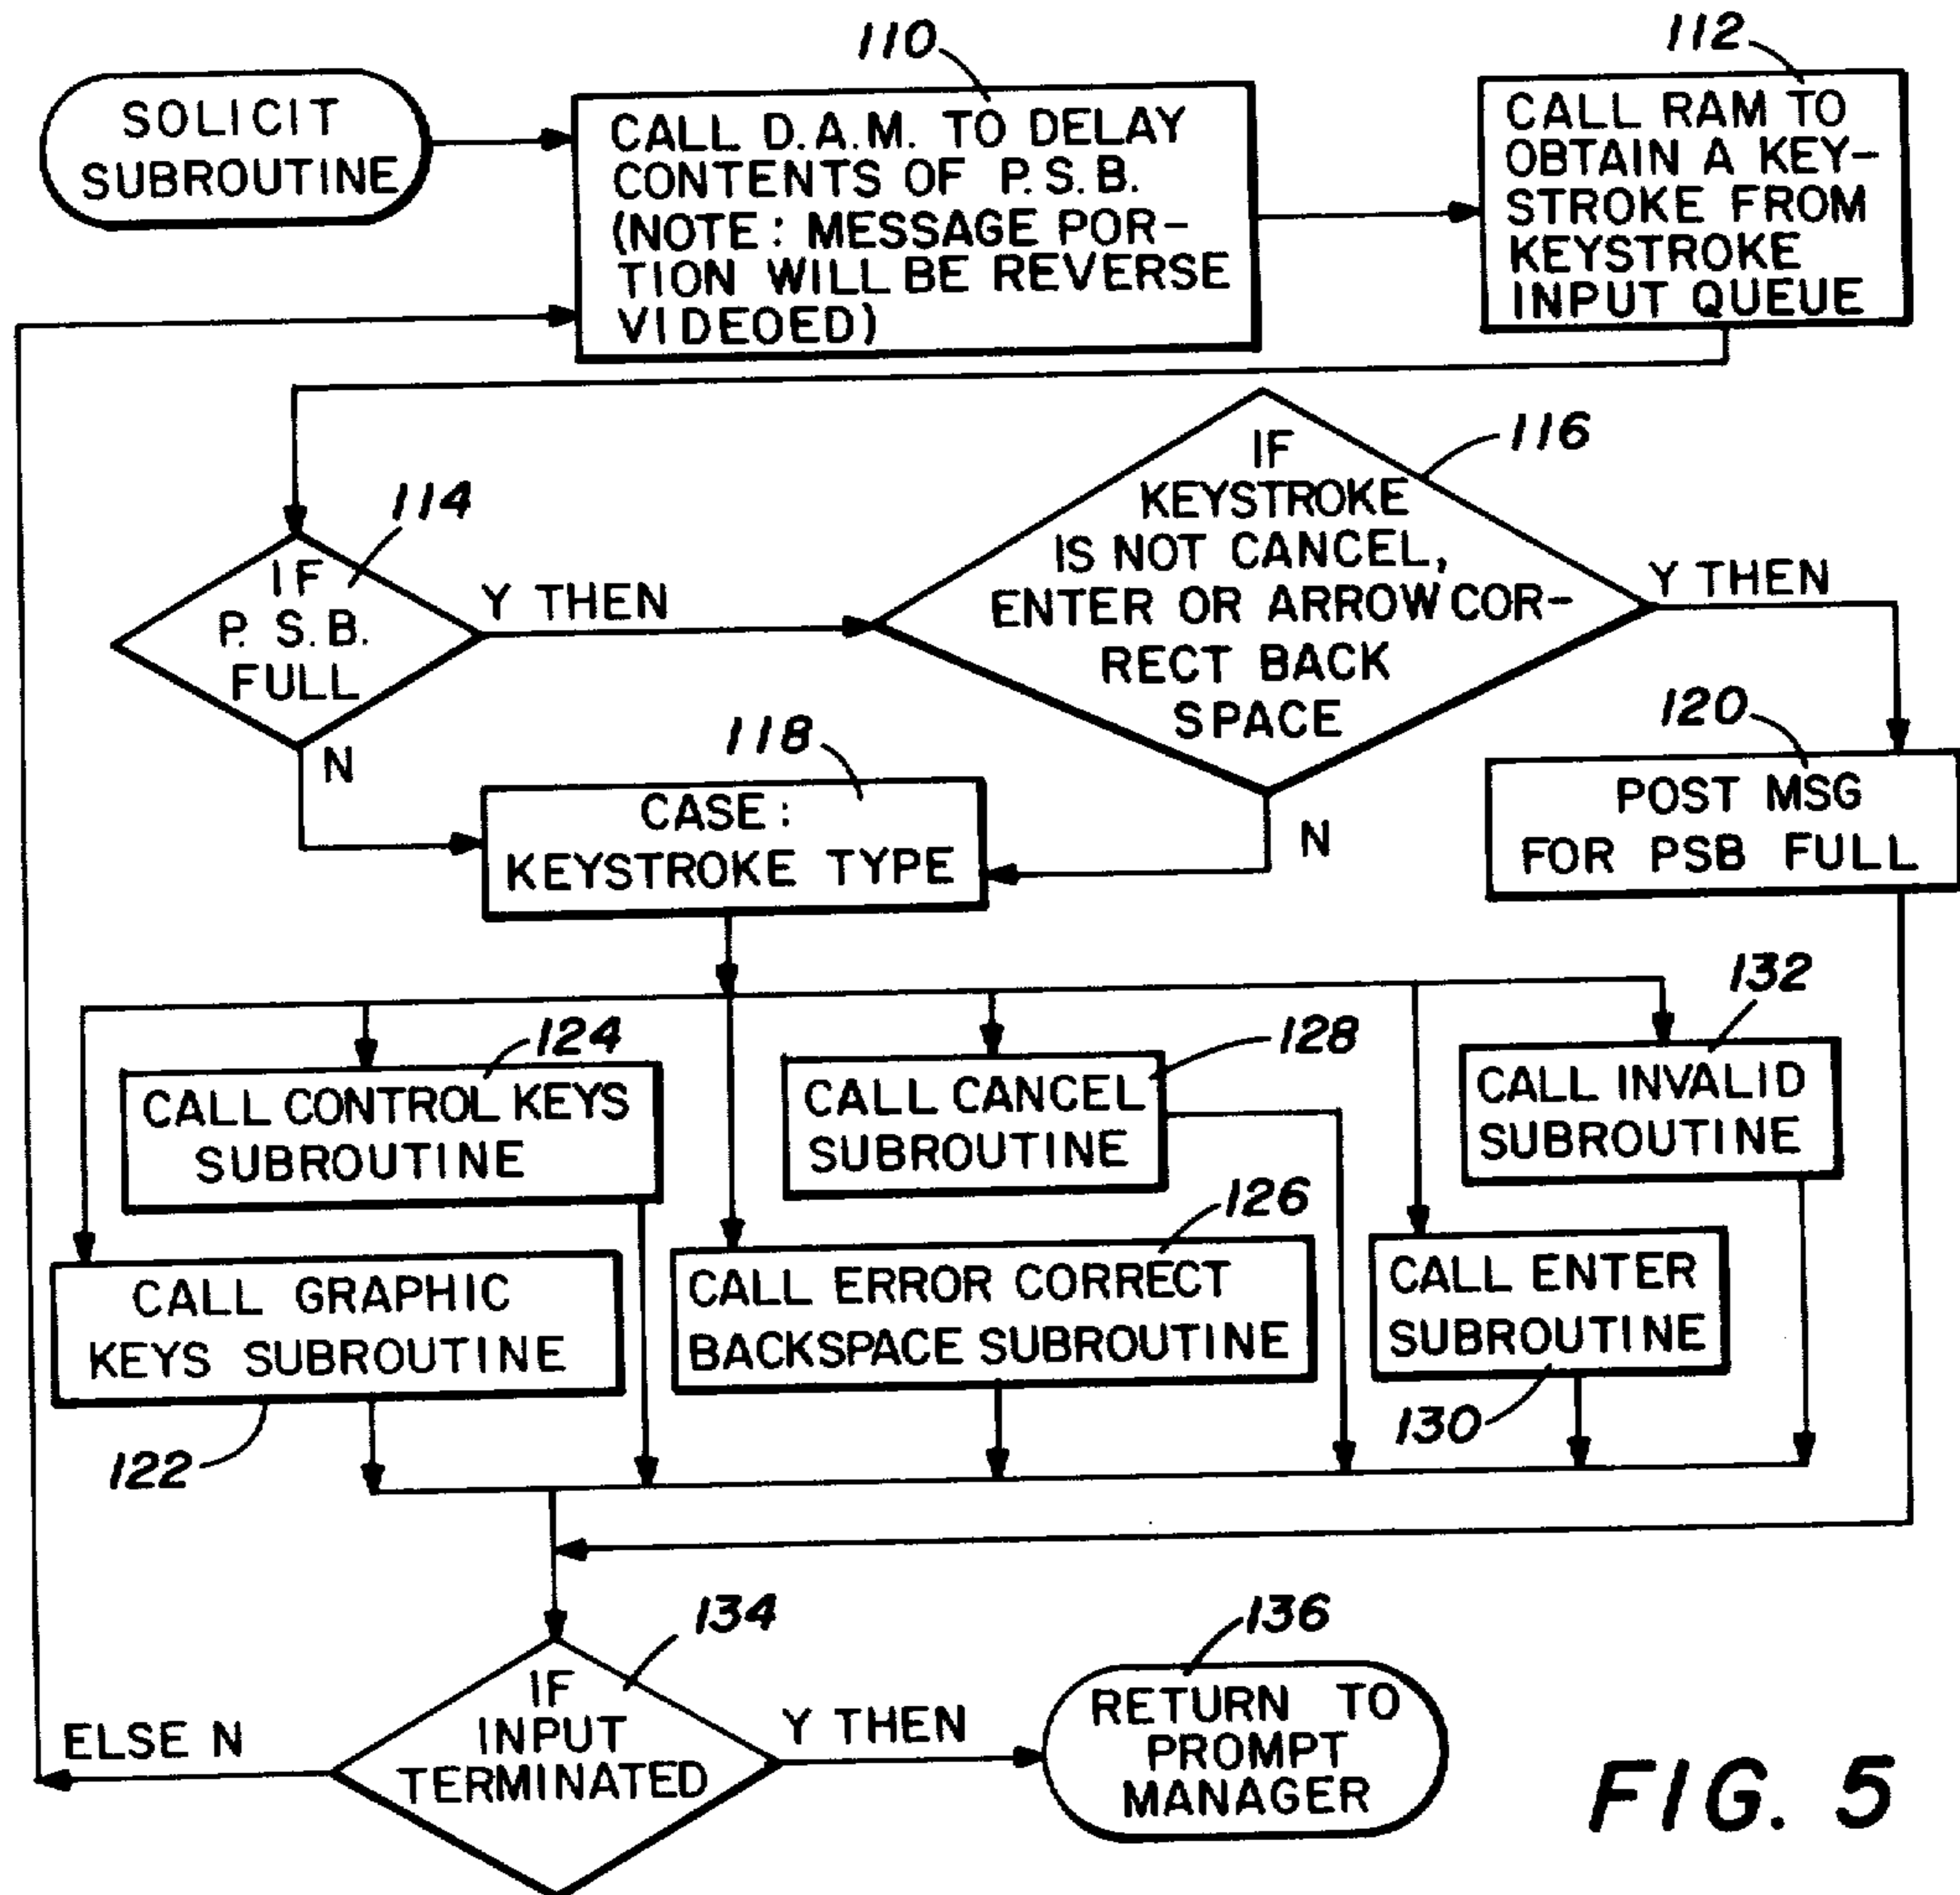 110
112
SOLICIT
SUBROUTINE
CALL D.A.M. TO DELAY
CONTENTS OF P.S.B.
(NOTE: MESSAGE POR-
TION WILL BE REVERSE
VIDEOED)
CALL RAM TO
OBTAIN A KEY-
STROKE FROM
KEYSTROKE
INPUT QUEUE
114
IF
P. S. B.
FULL
Y THEN
N
116
IF
KEYSTROKE
IS NOT CANCEL,
ENTER OR ARROW COR-
RECT BACK
SPACE
Y THEN
N
118
CASE:
KEYSTROKE TYPE
120
POST MSG
FOR PSB FULL
124
CALL CONTROL KEYS
SUBROUTINE
128
CALL CANCEL
SUBROUTINE
132
CALL INVALID
SUBROUTINE
CALL GRAPHIC
KEYS SUBROUTINE
122
126
CALL ERROR CORRECT
BACKSPACE SUBROUTINE
CALL ENTER
SUBROUTINE
130
134
IF
INPUT
TERMINATED
ELSE N
Y THEN
136
RETURN TO
PROMPT
MANAGER
FIG. 5